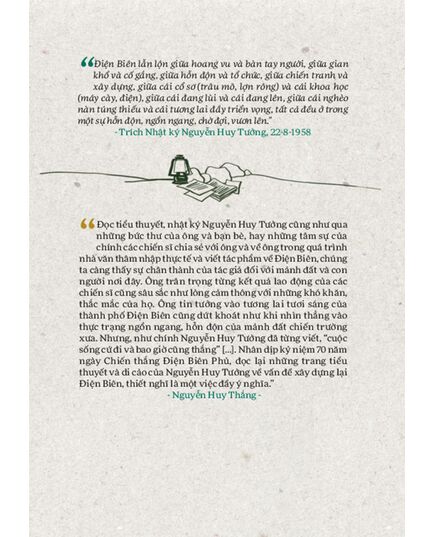 “Điện Biên lẫn lộn giữa hoang vu và bàn tay người, giữa gian
khổ và cố gắng, giữa hỗn độn và tổ chức, giữa chiến tranh và
xây dựng, giữa cái cổ sơ (trâu mõ, lợn rông) và cái khoa học
(máy cày, điện), giữa cái đang lùi và cái đang lên, giữa cái nghèo
nàn túng thiếu và cái tương lai đầy triển vọng, tất cả đều ở trong
một sự hỗn độn, ngổn ngang, chờ đợi, vươn lên.”
- Trích Nhật ký Nguyễn Huy Tưởng, 22-8-1958
“Đọc tiểu thuyết, nhật ký Nguyễn Huy Tưởng cũng như qua
những bức thư của ông và bạn bè, hay những tâm sự của
chính các chiến sĩ chia sẻ với ông và về ông trong quá trình
nhà văn thâm nhập thực tế và viết tác phẩm về Điện Biên, chúng
ta càng thấy sự chân thành của tác giả đối với mảnh đất và con
người nơi đây. Ông trân trọng từng kết quả lao động của các
chiến sĩ cũng sâu sắc như lòng cảm thông với những khó khăn,
thắc mắc của họ. Ông tin tưởng vào tương lai tươi sáng của
thành phố Điện Biên cũng dứt khoát như khi nhìn thẳng vào
thực trạng ngổn ngang, hỗn độn của mảnh đất chiến trường
xưa. Nhưng, như chính Nguyễn Huy Tưởng đã từng viết, “cuộc
sống cứ đi và bao giờ cũng thắng” [...]. Nhân dịp kỷ niệm 70 năm
ngày Chiến thắng Điện Biên Phủ, đọc lại những trang tiểu
thuyết và di cảo của Nguyễn Huy Tưởng về vấn đề xây dựng lại
Điện Biên, thiết nghĩ là một việc đầy ý nghĩa.”
- Nguyễn Huy Thắng -